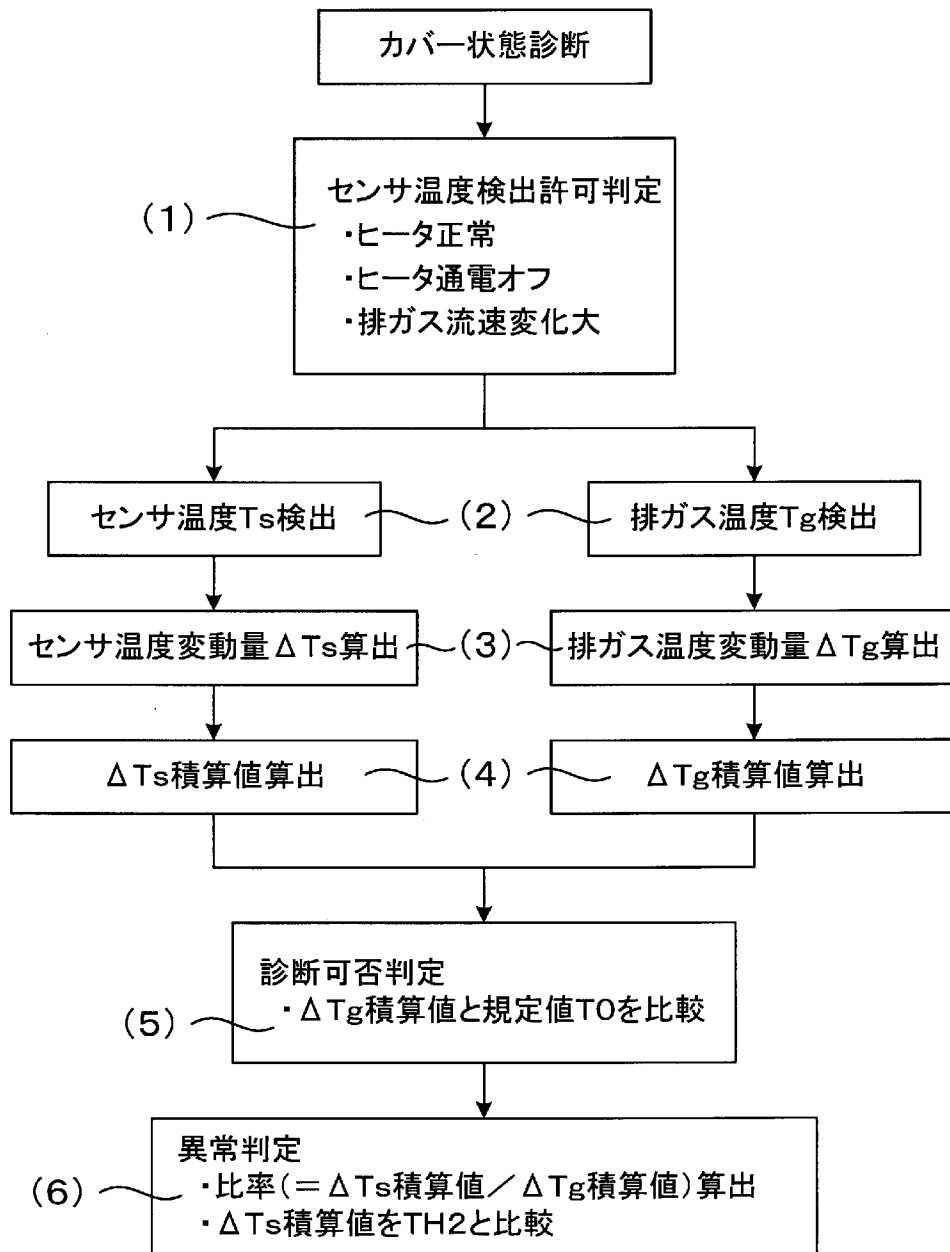 カバー状態診断
(1)
センサ温度検出許可判定
・ヒータ正常
・ヒータ通電オフ
・排ガス流速変化大
センサ温度Ts検出
(2)
排ガス温度Tg検出
センサ温度変動量ΔTs算出
(3)
排ガス温度変動量ΔTg算出
ΔTs積算値算出
(4)
ΔTg積算値算出
(5)
診断可否判定
・ΔTg積算値と規定値T0を比較
(6)
異常判定
・比率(=ΔTs積算値/ΔTg積算値)算出
・ΔTs積算値をTH2と比較